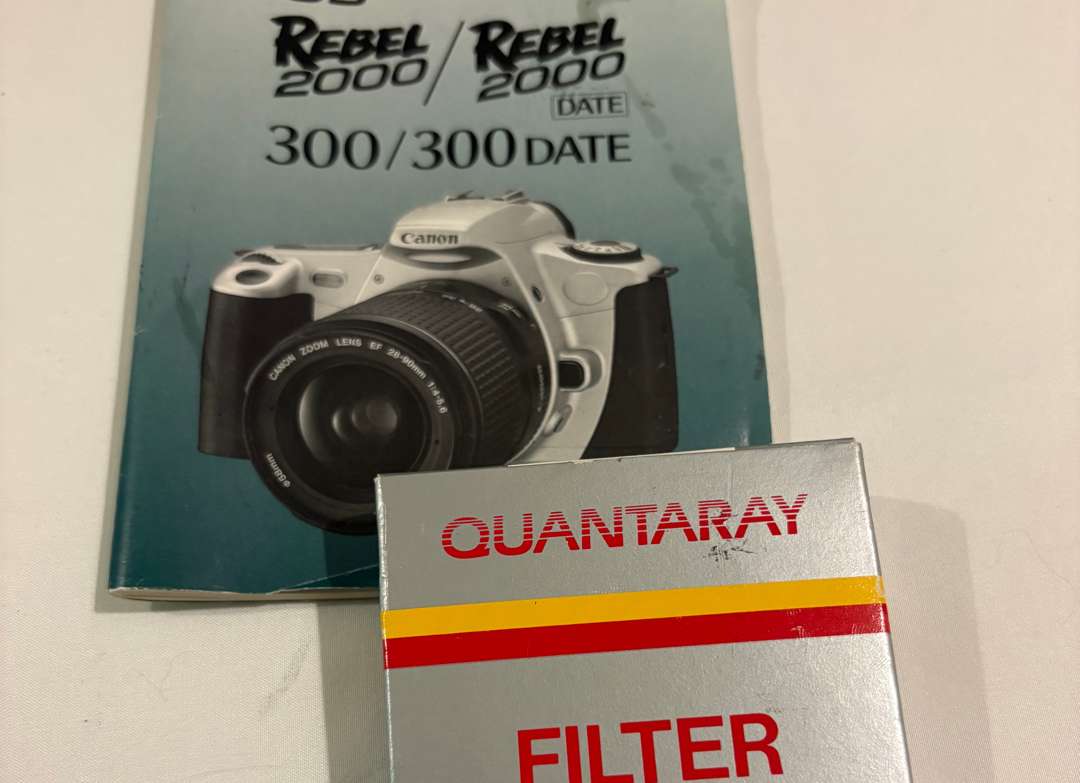 REBEL 2000 / REBEL 2000 DATE
300/300 DATE
Canon
CANON ZOOM LENS EF 28-90mm 1:4-5.6
ø58mm
QUANTARAY
FILTER